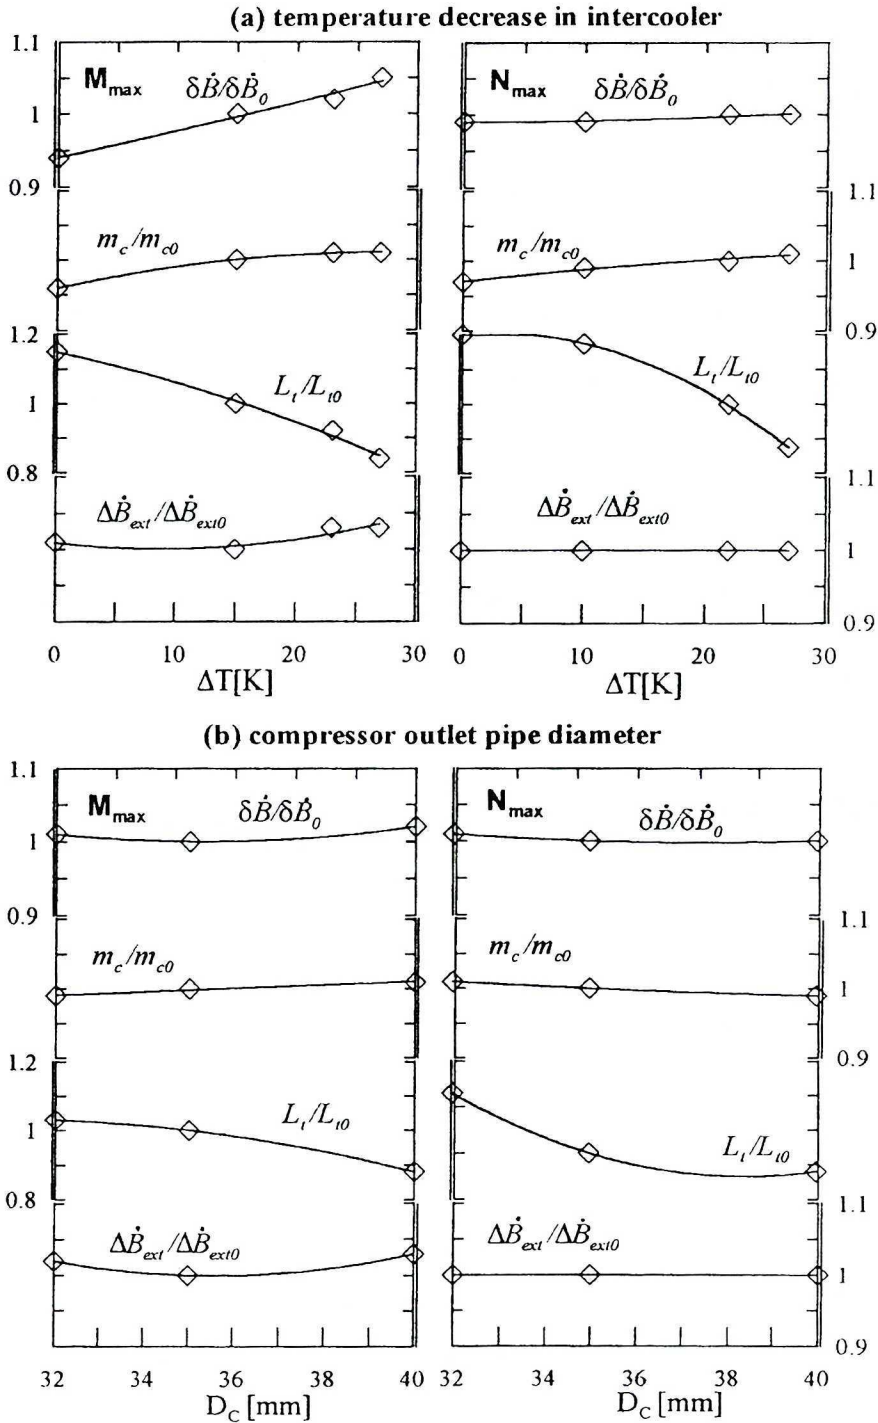 (a) temperature decrease in intercooler
1.1
M_max
δḂ/δḂ_0
N_max
δḂ/δḂ_0
1
0.9
1.1
m_c/m_c0
m_c/m_c0
1
1.2
0.9
L_t/L_t0
L_t/L_t0
1
0.8
1.1
ΔḂ_ext/ΔḂ_ext0
ΔḂ_ext/ΔḂ_ext0
1
0.9
0 10 20 30
0 10 20 30
ΔT[K]
ΔT[K]
(b) compressor outlet pipe diameter
1.1
M_max
δḂ/δḂ_0
N_max
δḂ/δḂ_0
1
0.9
1.1
m_c/m_c0
m_c/m_c0
1
1.2
0.9
L_t/L_t0
L_t/L_t0
1
0.8
1.1
ΔḂ_ext/ΔḂ_ext0
ΔḂ_ext/ΔḂ_ext0
1
0.9
32 34 36 38 40
32 34 36 38 40
D_C [mm]
D_C [mm]